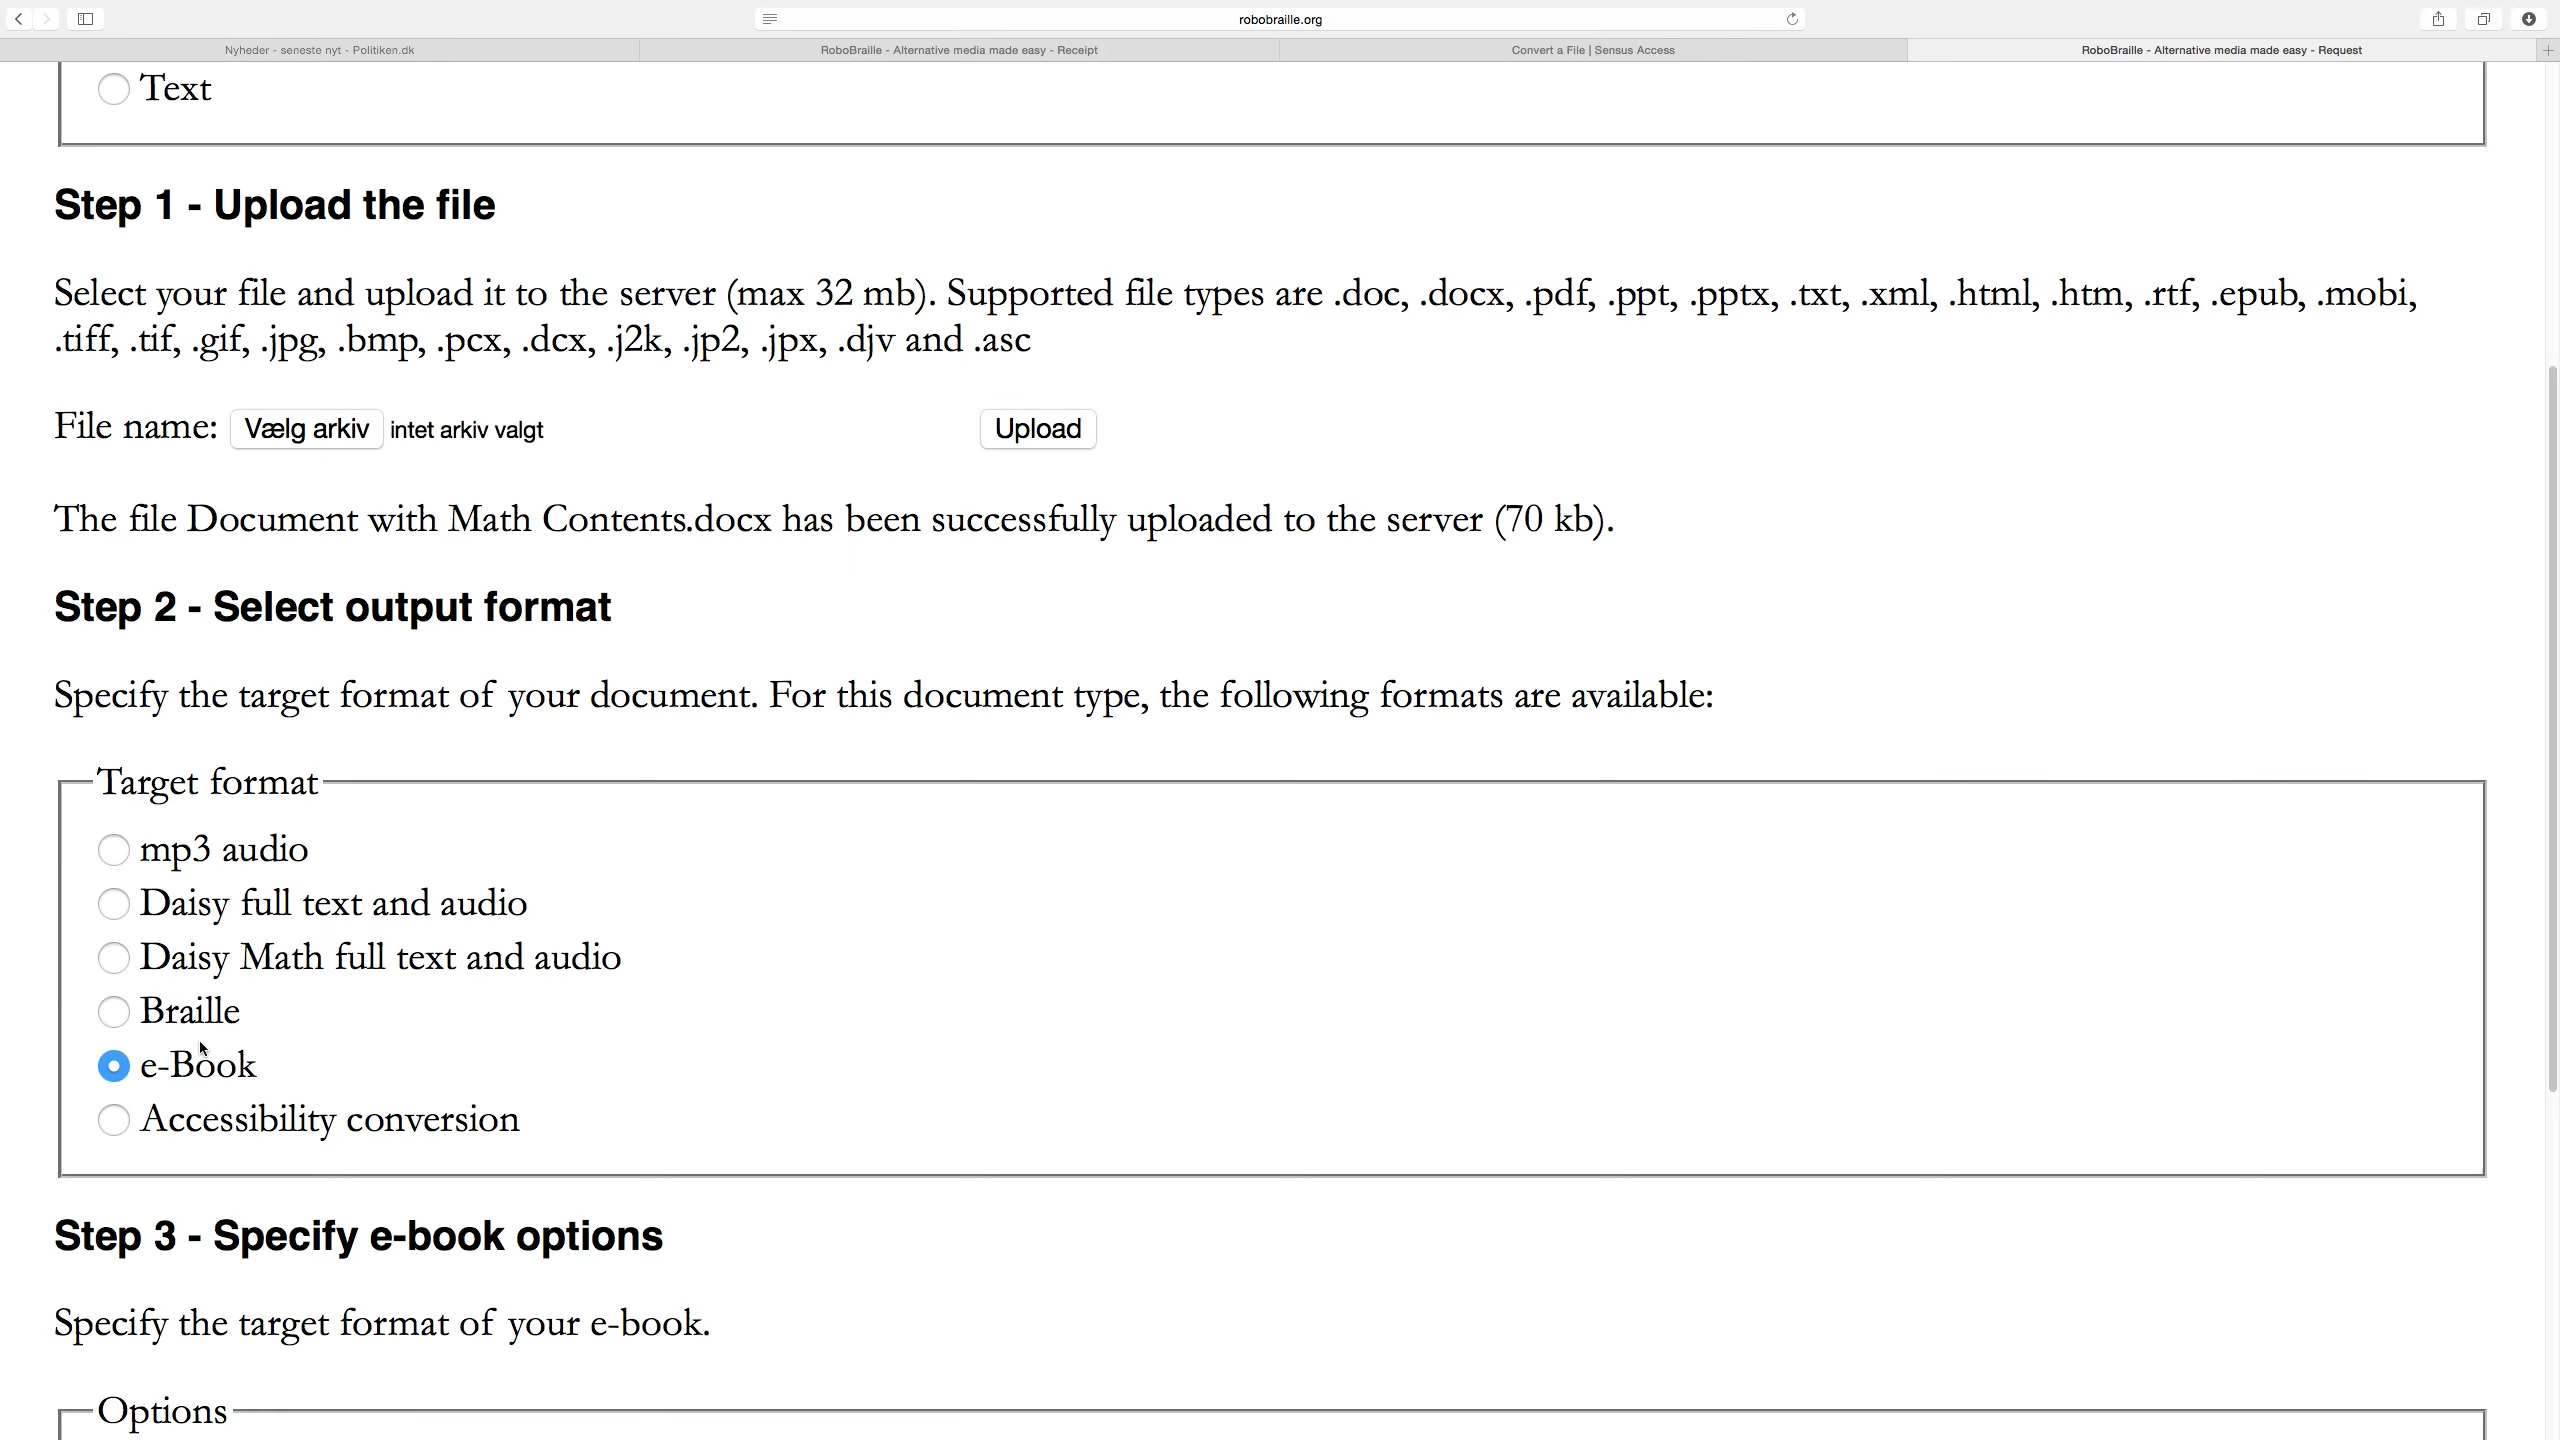 robobraille.org
Nyheder - seneste nyt - Politiken.dk
RoboBraille - Alternative media made easy - Receipt
Convert a File | Sensus Access
RoboBraille - Alternative media made easy - Request
Text
Step 1 - Upload the file
Select your file and upload it to the server (max 32 mb). Supported file types are .doc, .docx, .pdf, .ppt, .pptx, .txt, .xml, .html, .htm, .rtf, .epub, .mobi,
.tiff, .tif, .gif, .jpg, .bmp, .pcx, .dcx, .j2k, .jp2, .jpx, .djv and .asc
File name: Vælg arkiv intet arkiv valgt Upload
The file Document with Math Contents.docx has been successfully uploaded to the server (70 kb).
Step 2 - Select output format
Specify the target format of your document. For this document type, the following formats are available:
Target format
mp3 audio
Daisy full text and audio
Daisy Math full text and audio
Braille
e-Book
Accessibility conversion
Step 3 - Specify e-book options
Specify the target format of your e-book.
Options